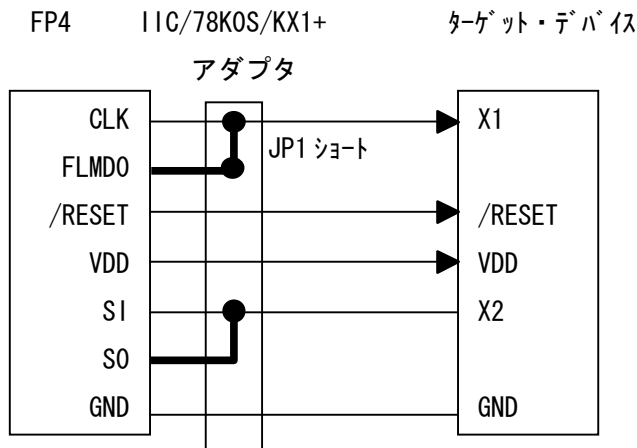 FP4 IIC/78K0S/KX1+ ﾀｰｹﾞｯﾄ・ﾃﾞﾊﾞｲｽ
アダプタ
CLK X1
JP1 ｼｮｰﾄ
FLMD0
/RESET /RESET
VDD VDD
SI X2
SO
GND GND